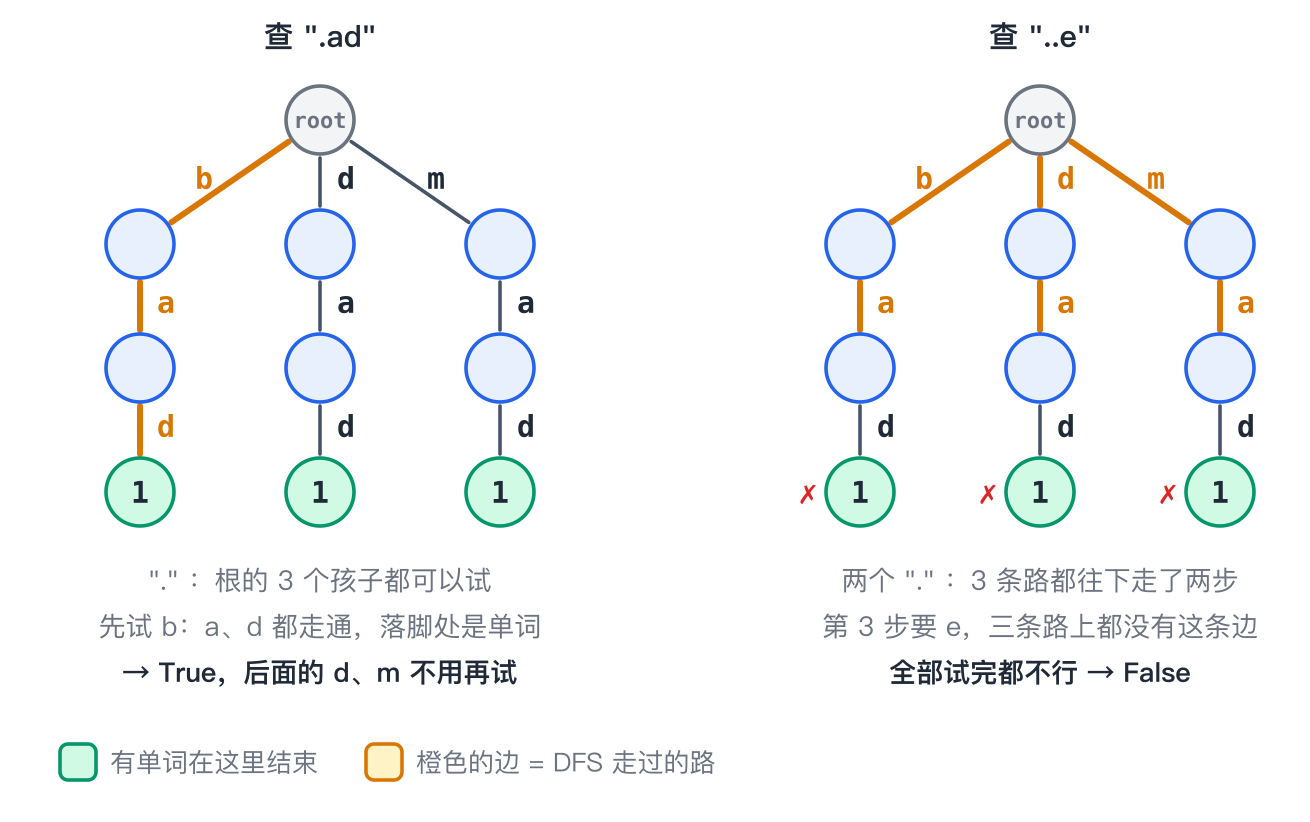 查 ".ad"
root
b d m
a a a
d d d
1 1 1
"." ：根的 3 个孩子都可以试
先试 b：a、d 都走通，落脚处是单词
→ True，后面的 d、m 不用再试
查 "..e"
root
b d m
a a a
d d d
✗ 1 ✗ 1 ✗ 1
两个 "." ：3 条路都往下走了两步
第 3 步要 e，三条路上都没有这条边
全部试完都不行 → False
有单词在这里结束
橙色的边 = DFS 走过的路